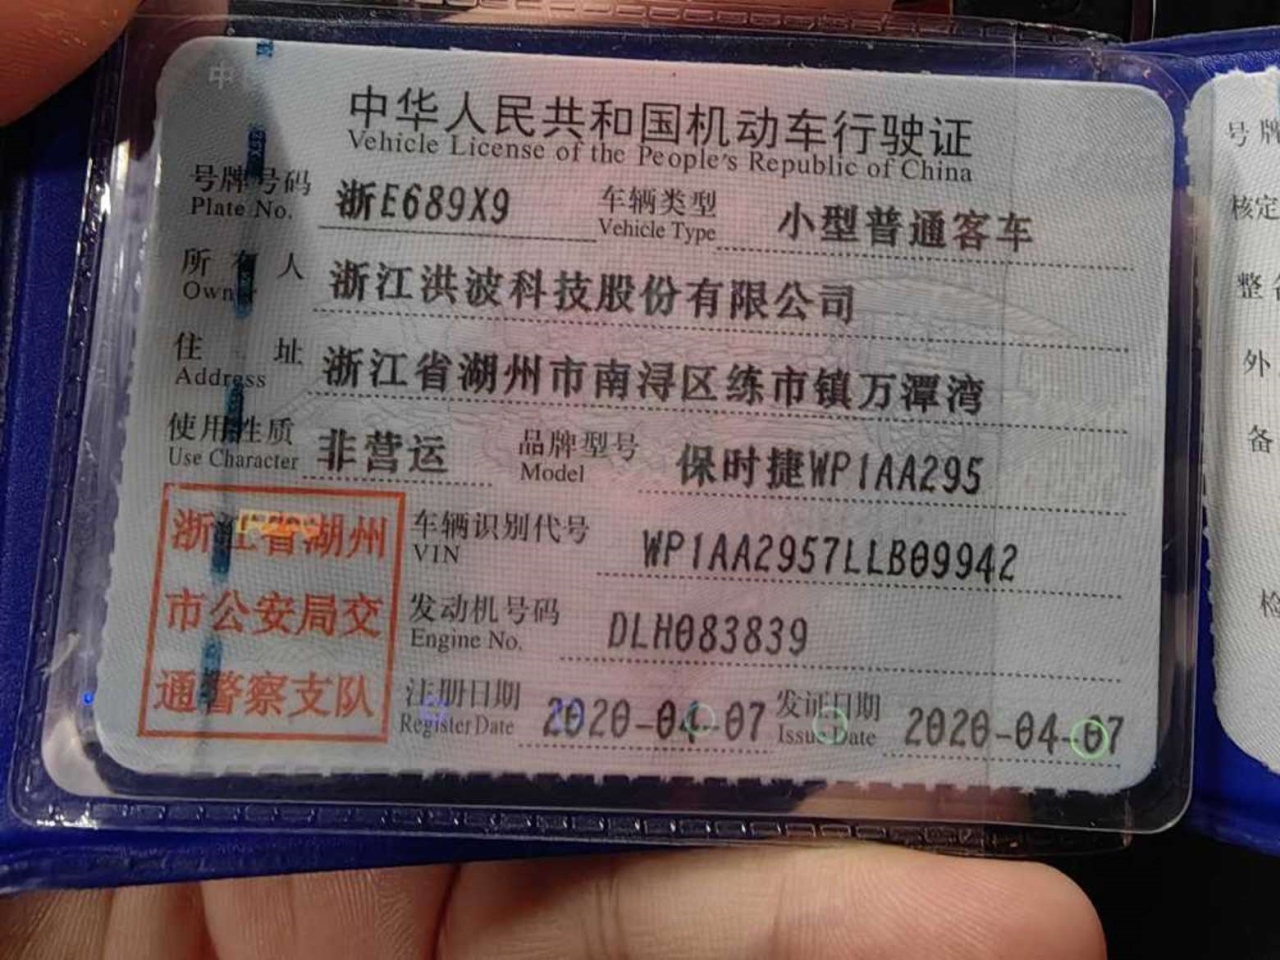 中华人民共和国机动车行驶证
Vehicle License of the People's Republic of China
号牌号码 浙E689X9 车辆类型 小型普通客车
Plate No. Vehicle Type
所有人 浙江洪波科技股份有限公司
Owner
住址 浙江省湖州市南浔区练市镇万潭湾
Address
使用性质 非营运 品牌型号 保时捷WP1AA295
Use Character Model
浙江省湖州
市公安局交
通警察支队
车辆识别代号 WP1AA2957LLB09942
VIN
发动机号码 DLH083839
Engine No.
注册日期 2020-04-07 发证日期 2020-04-07
Register Date Issue Date
号牌
核定
整
外
备
检